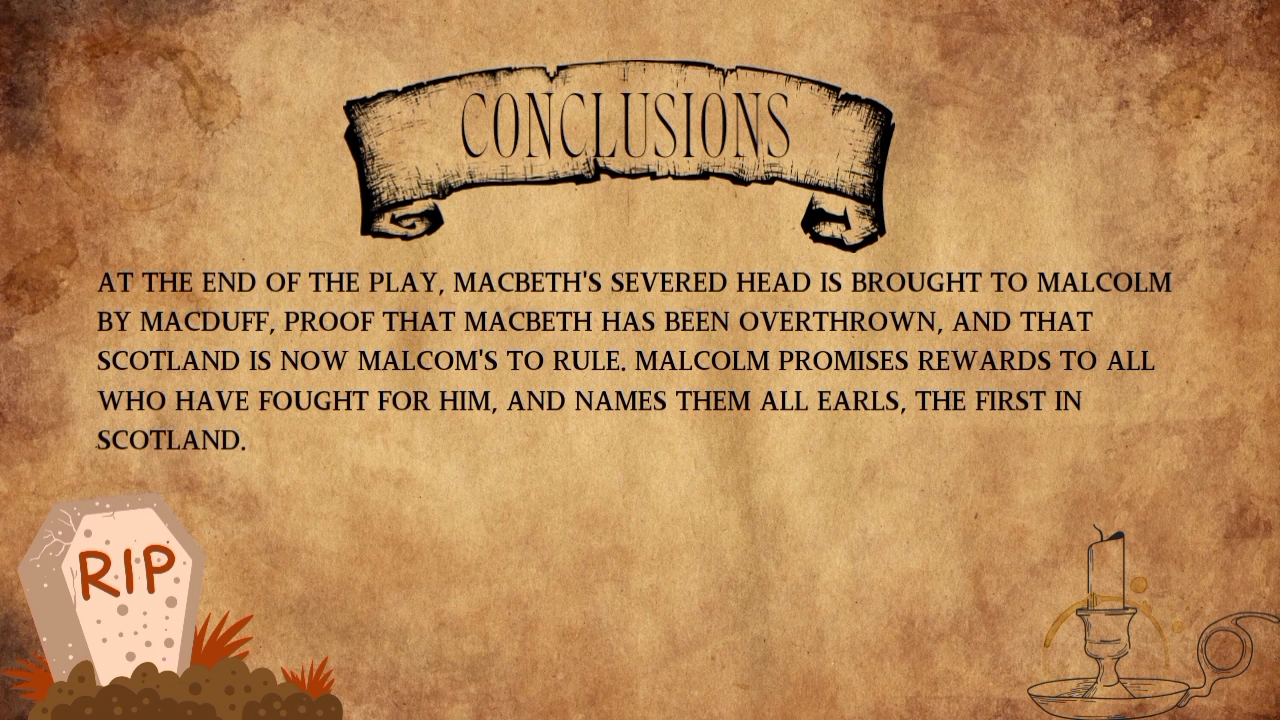 CONCLUSIONS
AT THE END OF THE PLAY, MACBETH'S SEVERED HEAD IS BROUGHT TO MALCOLM
BY MACDUFF, PROOF THAT MACBETH HAS BEEN OVERTHROWN, AND THAT
SCOTLAND IS NOW MALCOM'S TO RULE. MALCOLM PROMISES REWARDS TO ALL
WHO HAVE FOUGHT FOR HIM, AND NAMES THEM ALL EARLS, THE FIRST IN
SCOTLAND.
RIP